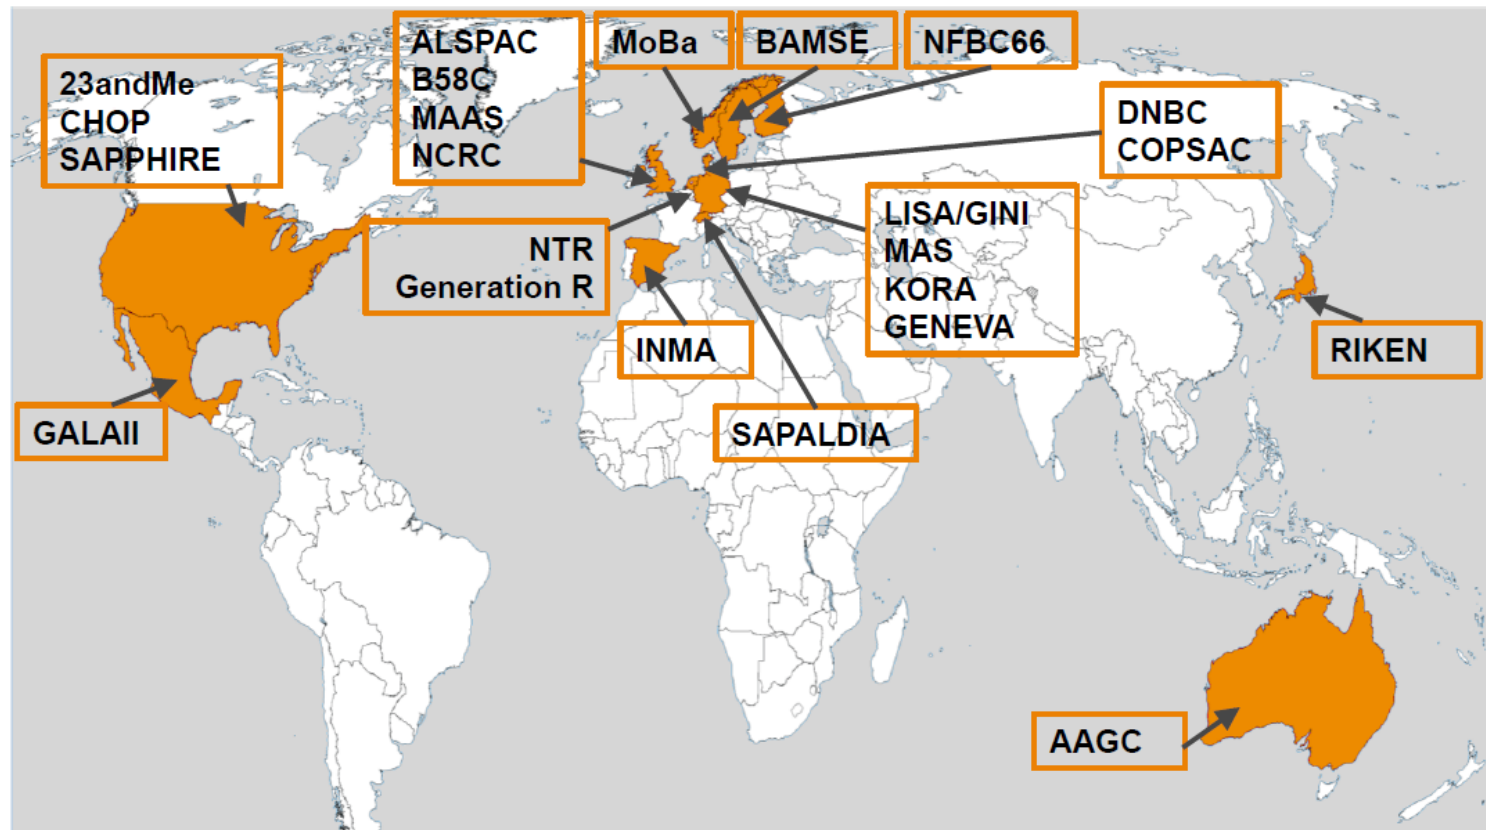 ALSPAC
B58C
MAAS
NCRC
MoBa
BAMSE
NFBC66
23andMe
CHOP
SAPPHIRE
DNBC
COPSAC
NTR
Generation R
LISA/GINI
MAS
KORA
GENEVA
INMA
RIKEN
GALAII
SAPALDIA
AAGC